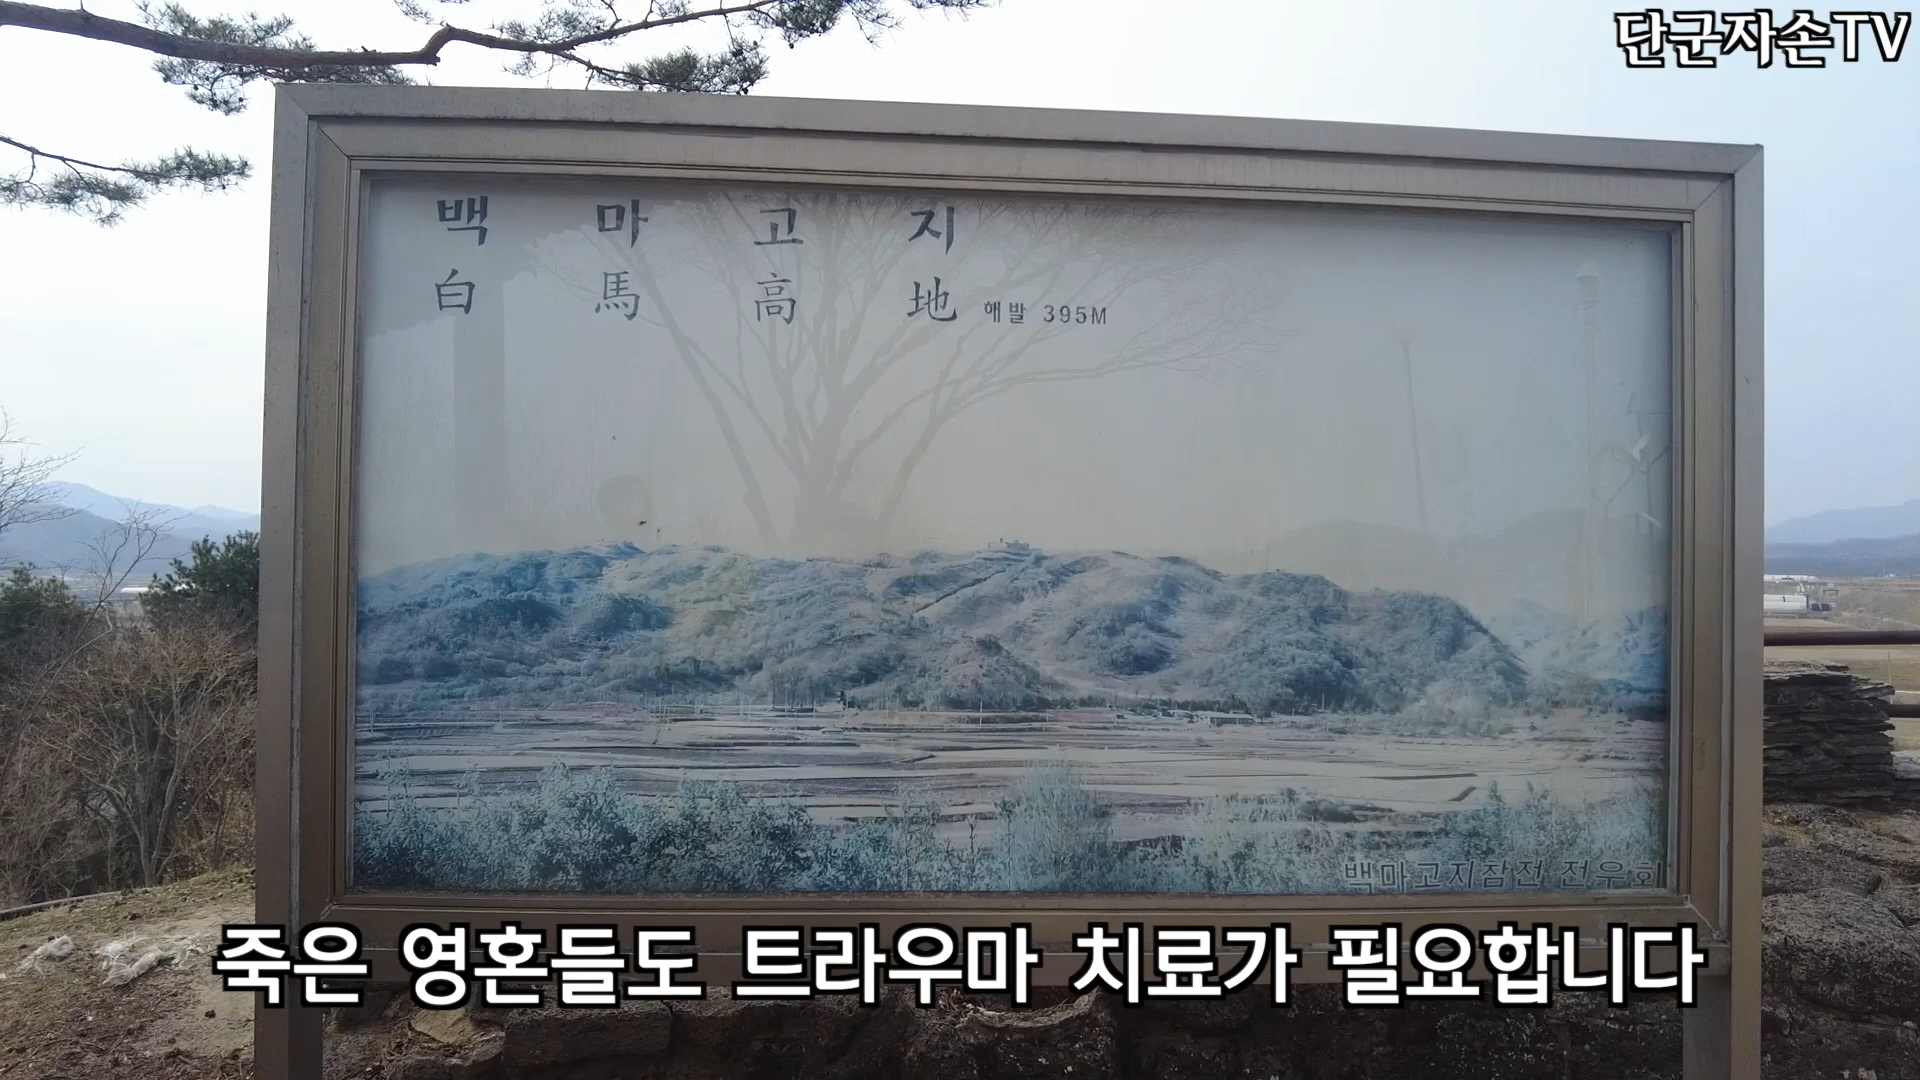 단군자손TV
백 마 고 지
白 馬 高 地 해발 395M
백마고지참전 전우회
죽은 영혼들도 트라우마 치료가 필요합니다